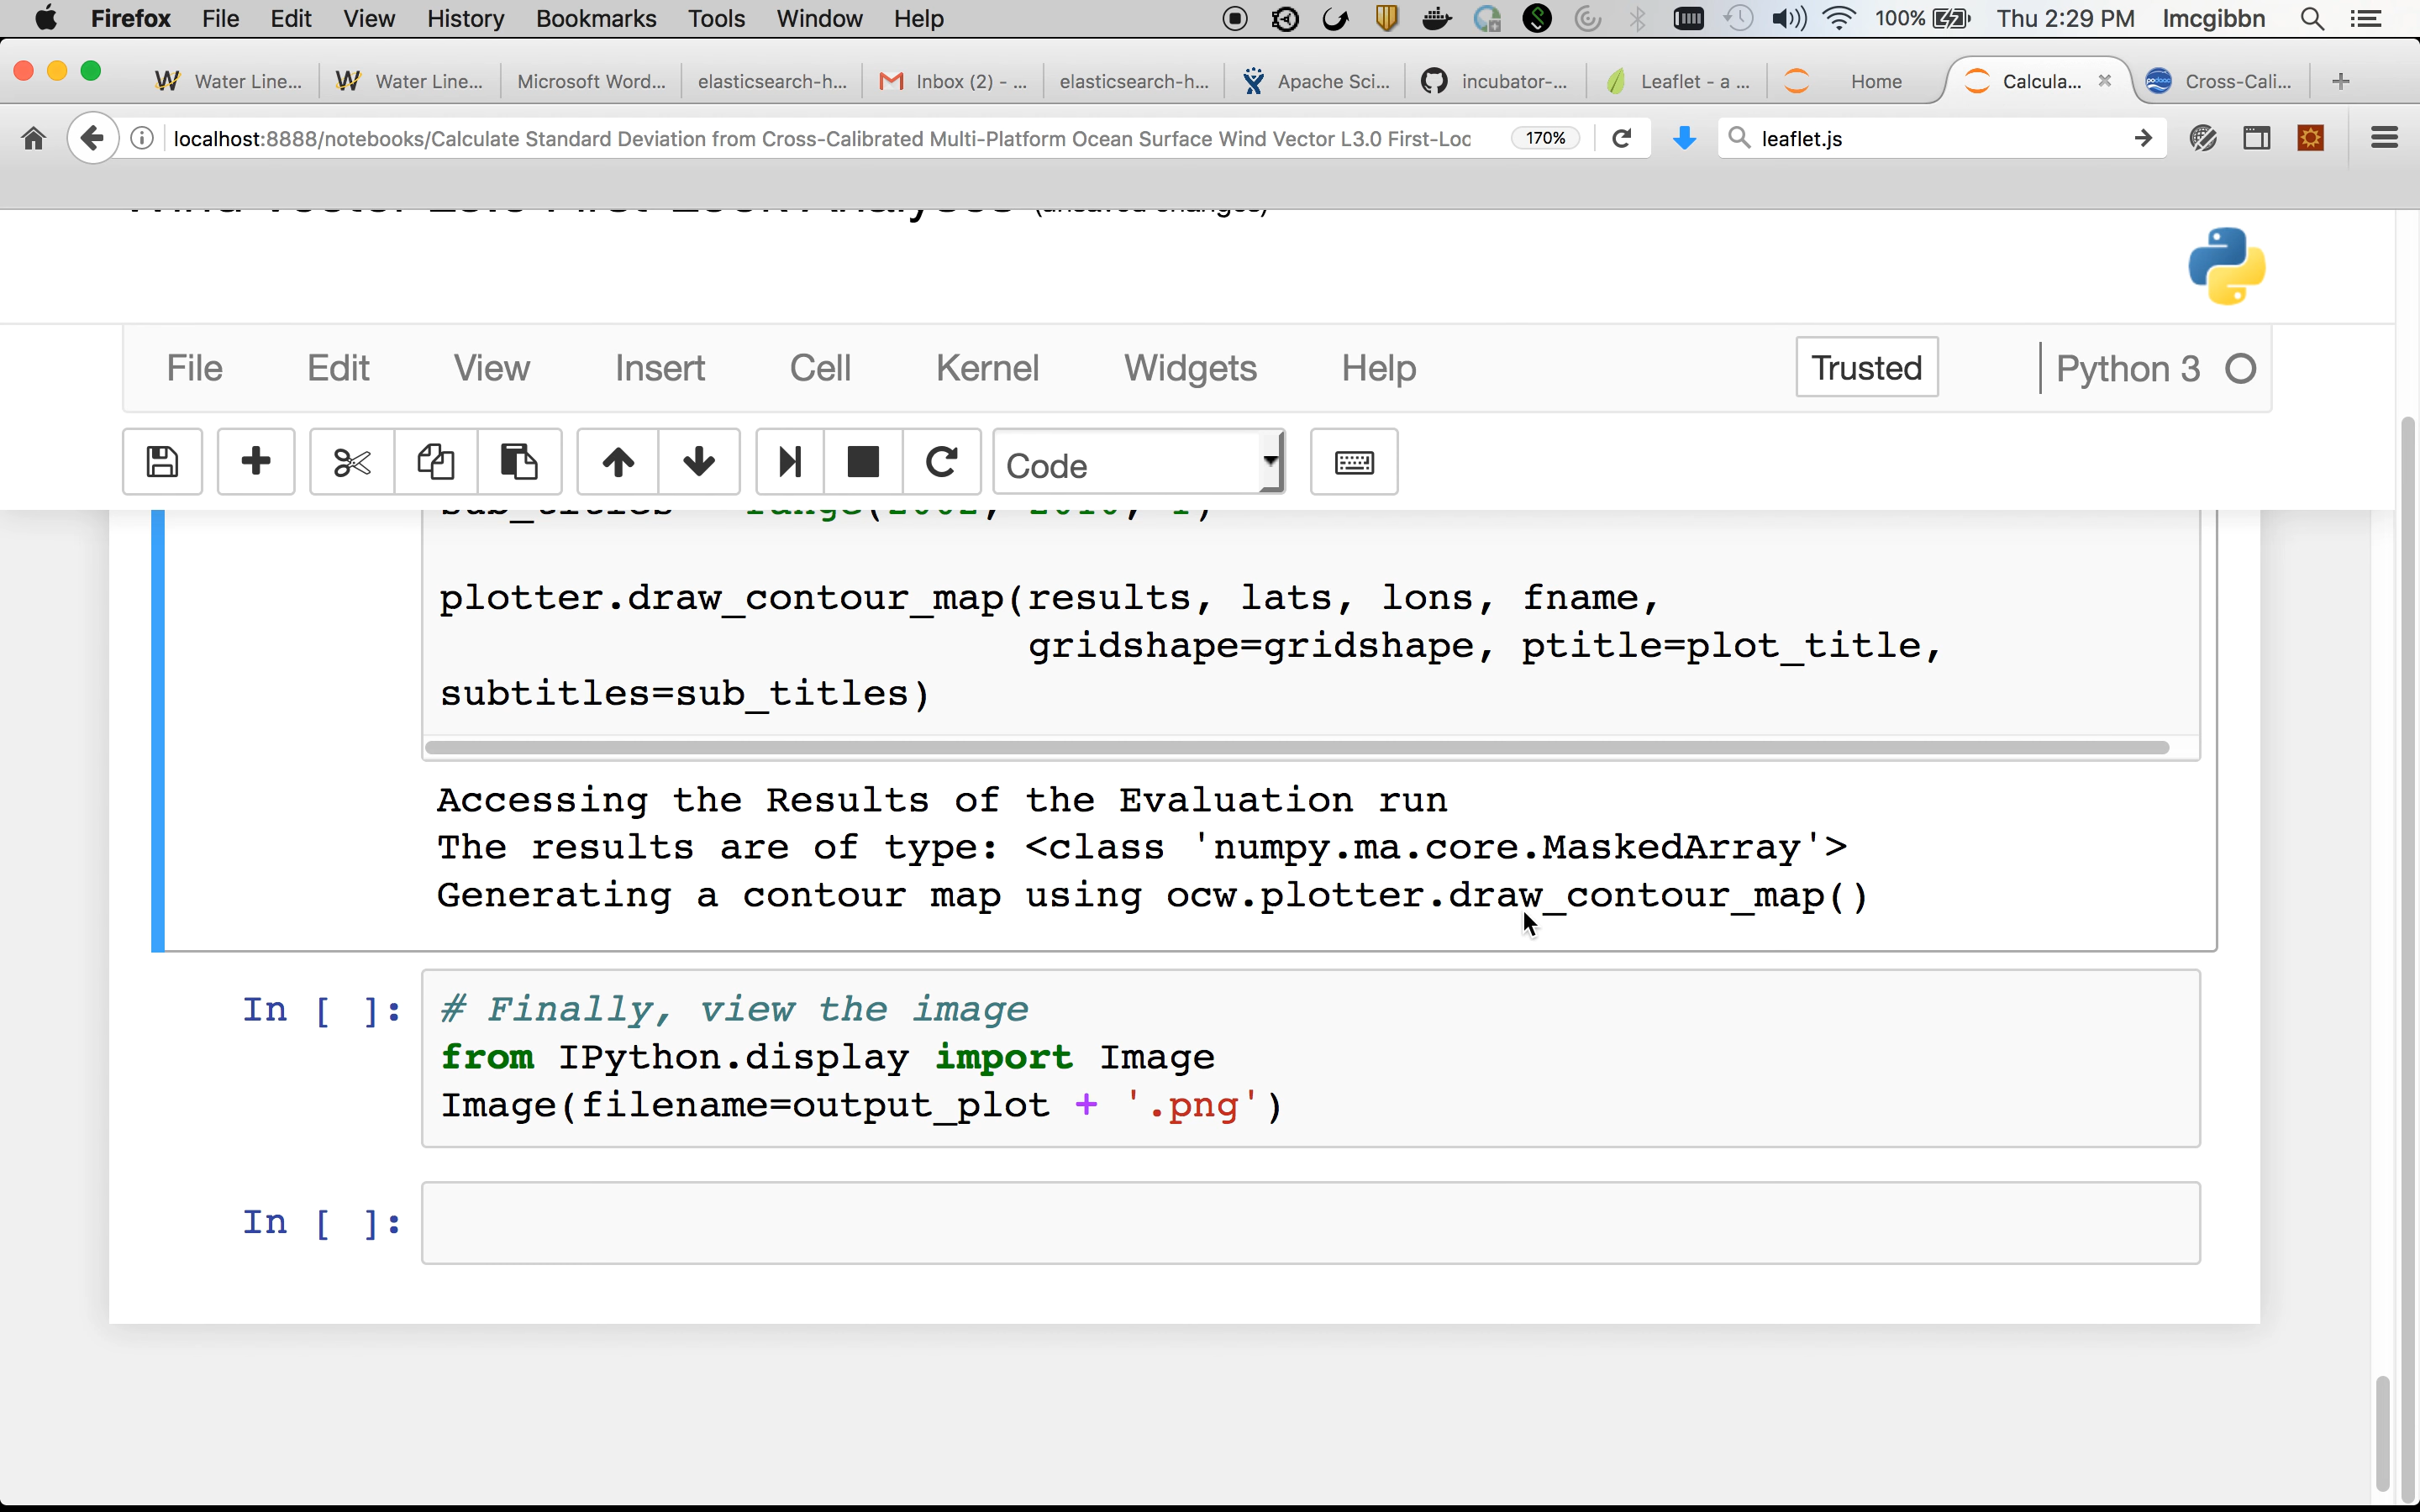 Firefox File Edit View History Bookmarks Tools Window Help 100% Thu 2:29 PM lmcgibbn
Water Line... Water Line... Microsoft Word... elasticsearch-h... Inbox (2) - ... elasticsearch-h... Apache Sci... incubator-... Leaflet - a ... Home Calcula... Cross-Cali...
localhost:8888/notebooks/Calculate Standard Deviation from Cross-Calibrated Multi-Platform Ocean Surface Wind Vector L3.0 First-Loo 170% leaflet.js
File Edit View Insert Cell Kernel Widgets Help Trusted Python 3
Code
plotter.draw_contour_map(results, lats, lons, fname,
gridshape=gridshape, ptitle=plot_title,
subtitles=sub_titles)
Accessing the Results of the Evaluation run
The results are of type: <class 'numpy.ma.core.MaskedArray'>
Generating a contour map using ocw.plotter.draw_contour_map()
In [ ]: # Finally, view the image
from IPython.display import Image
Image(filename=output_plot + '.png')
In [ ]: